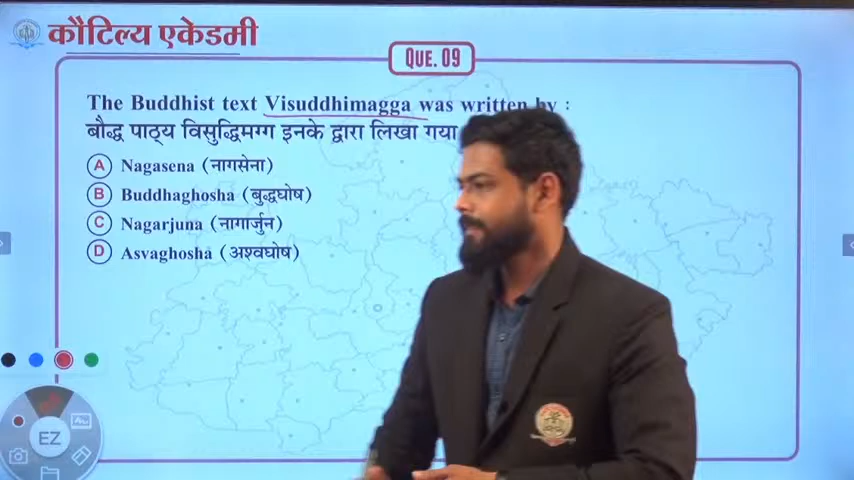 कौटिल्य एकेडमी
QUE. 09
The Buddhist text Visuddhimagga was written by :
बौद्ध पाठ्य विसुद्धिमग्ग इनके द्वारा लिखा गया
A Nagasena (नागसेना)
B Buddhaghosha (बुद्धघोष)
C Nagarjuna (नागार्जुन)
D Asvaghosha (अश्वघोष)
EZ